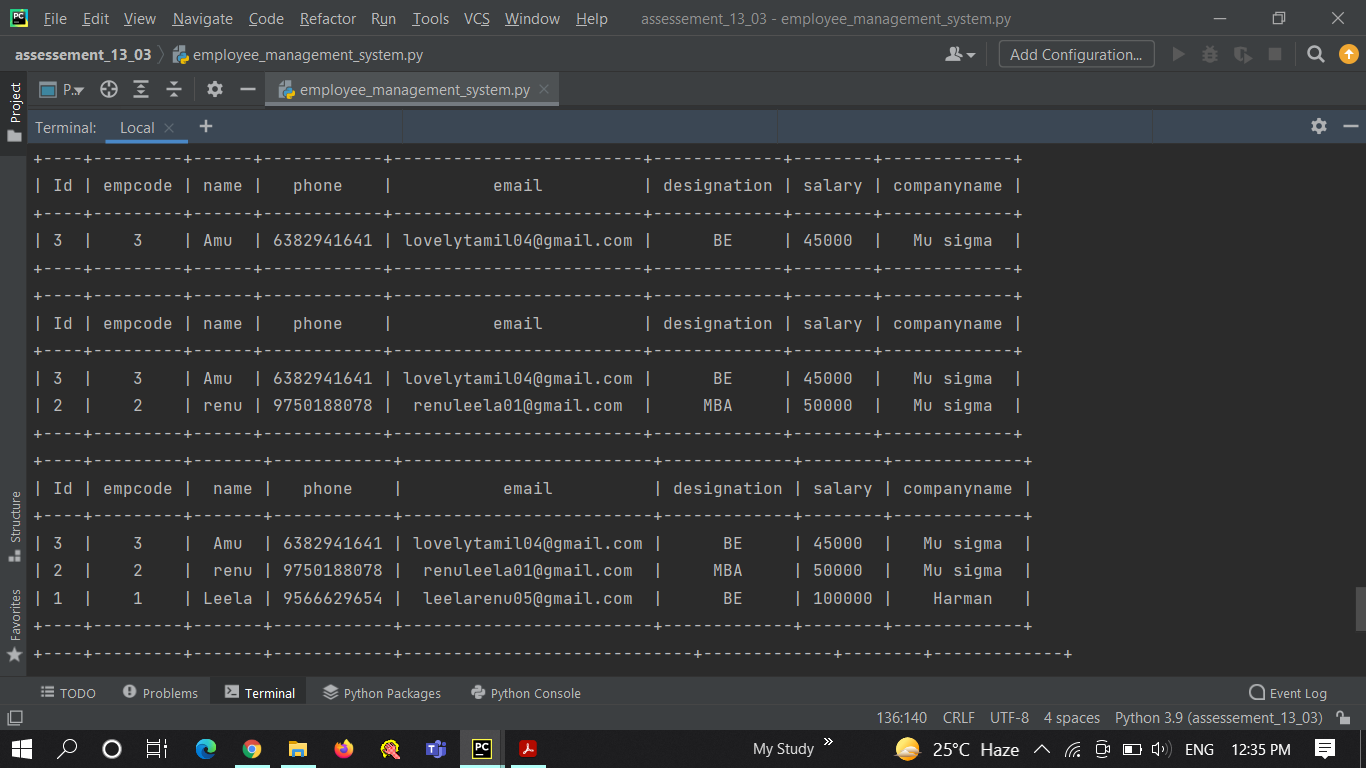 PC File Edit View Navigate Code Refactor Run Tools VCS Window Help assessement_13_03 - employee_management_system.py
assessement_13_03 employee_management_system.py Add Configuration...
Project P.. employee_management_system.py
Terminal: Local +
+----+---------+------+------------+-------------------------+-------------+--------+-------------+
| Id | empcode | name |   phone    |          email          | designation | salary | companyname |
+----+---------+------+------------+-------------------------+-------------+--------+-------------+
| 3  |    3    | Amu  | 6382941641 | lovelytamil04@gmail.com |      BE     | 45000  |   Mu sigma  |
+----+---------+------+------------+-------------------------+-------------+--------+-------------+
+----+---------+------+------------+-------------------------+-------------+--------+-------------+
| Id | empcode | name |   phone    |          email          | designation | salary | companyname |
+----+---------+------+------------+-------------------------+-------------+--------+-------------+
| 3  |    3    | Amu  | 6382941641 | lovelytamil04@gmail.com |      BE     | 45000  |   Mu sigma  |
| 2  |    2    | renu | 9750188078 |  renuleela01@gmail.com  |     MBA     | 50000  |   Mu sigma  |
+----+---------+------+------------+-------------------------+-------------+--------+-------------+
+----+---------+-------+------------+-------------------------+-------------+--------+-------------+
| Id | empcode |  name |   phone    |          email          | designation | salary | companyname |
+----+---------+-------+------------+-------------------------+-------------+--------+-------------+
| 3  |    3    |  Amu  | 6382941641 | lovelytamil04@gmail.com |      BE     | 45000  |   Mu sigma  |
| 2  |    2    |  renu | 9750188078 |  renuleela01@gmail.com  |     MBA     | 50000  |   Mu sigma  |
| 1  |    1    | Leela | 9566629654 |  leelarenu05@gmail.com  |      BE     | 100000 |    Harman   |
+----+---------+-------+------------+-------------------------+-------------+--------+-------------+
+----+---------+-------+------------+-----------------------------+-------------+--------+-------------+
Structure
Favorites
TODO Problems Terminal Python Packages Python Console Event Log
136:140 CRLF UTF-8 4 spaces Python 3.9 (assessement_13_03)
PC My Study » 25°C Haze ENG 12:35 PM